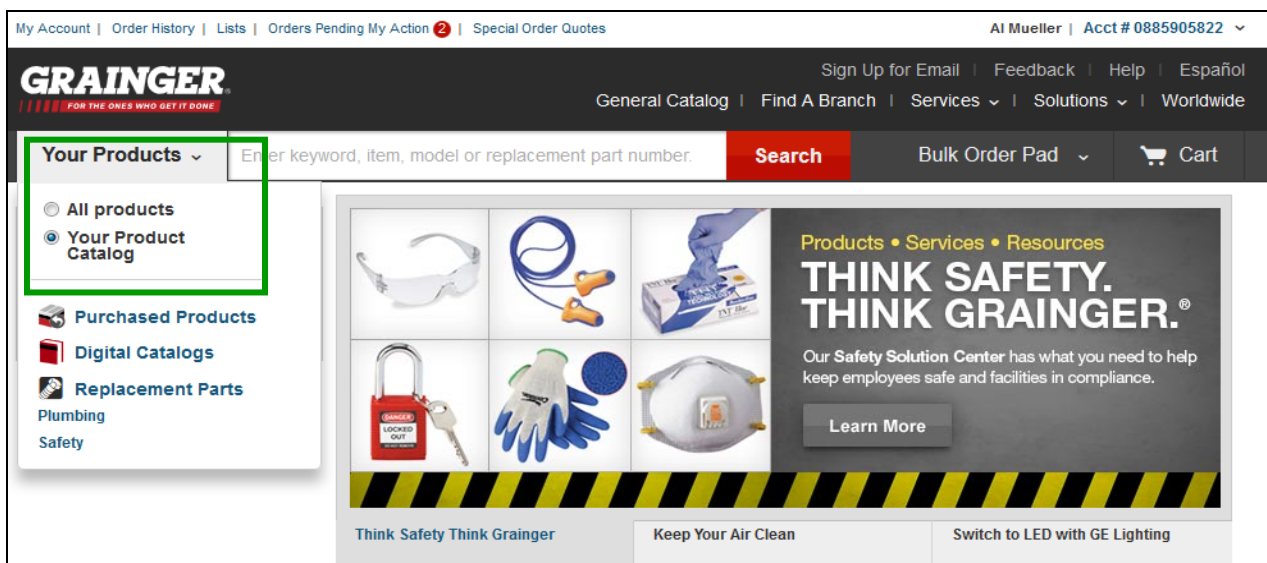 My Account | Order History | Lists | Orders Pending My Action 2 | Special Order Quotes
Al Mueller | Acct # 0885905822
GRAINGER®
FOR THE ONES WHO GET IT DONE
Sign Up for Email | Feedback | Help | Español
General Catalog | Find A Branch | Services | Solutions | Worldwide
Your Products
Enter keyword, item, model or replacement part number.
Search
Bulk Order Pad
Cart
All products
Your Product
Catalog
Purchased Products
Digital Catalogs
Replacement Parts
Plumbing
Safety
DANGER
LOCKED
OUT
Products • Services • Resources
THINK SAFETY.
THINK GRAINGER.®
Our Safety Solution Center has what you need to help
keep employees safe and facilities in compliance.
Learn More
Think Safety Think Grainger
Keep Your Air Clean
Switch to LED with GE Lighting